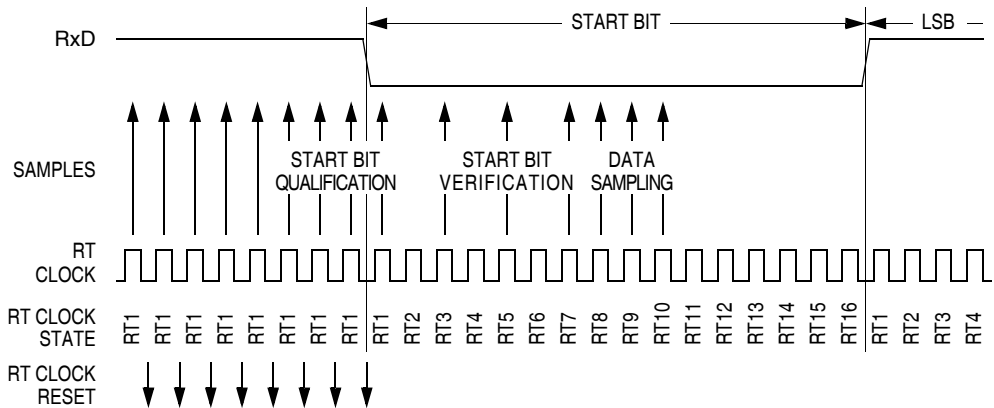 START BIT
LSB
RxD
SAMPLES
START BIT
QUALIFICATION
START BIT
VERIFICATION
DATA
SAMPLING
RT
CLOCK
RT CLOCK
STATE
RT1 RT1 RT1 RT1 RT1 RT1 RT1 RT1 RT1 RT2 RT3 RT4 RT5 RT6 RT7 RT8 RT9 RT10 RT11 RT12 RT13 RT14 RT15 RT16 RT1 RT2 RT3 RT4
RT CLOCK
RESET